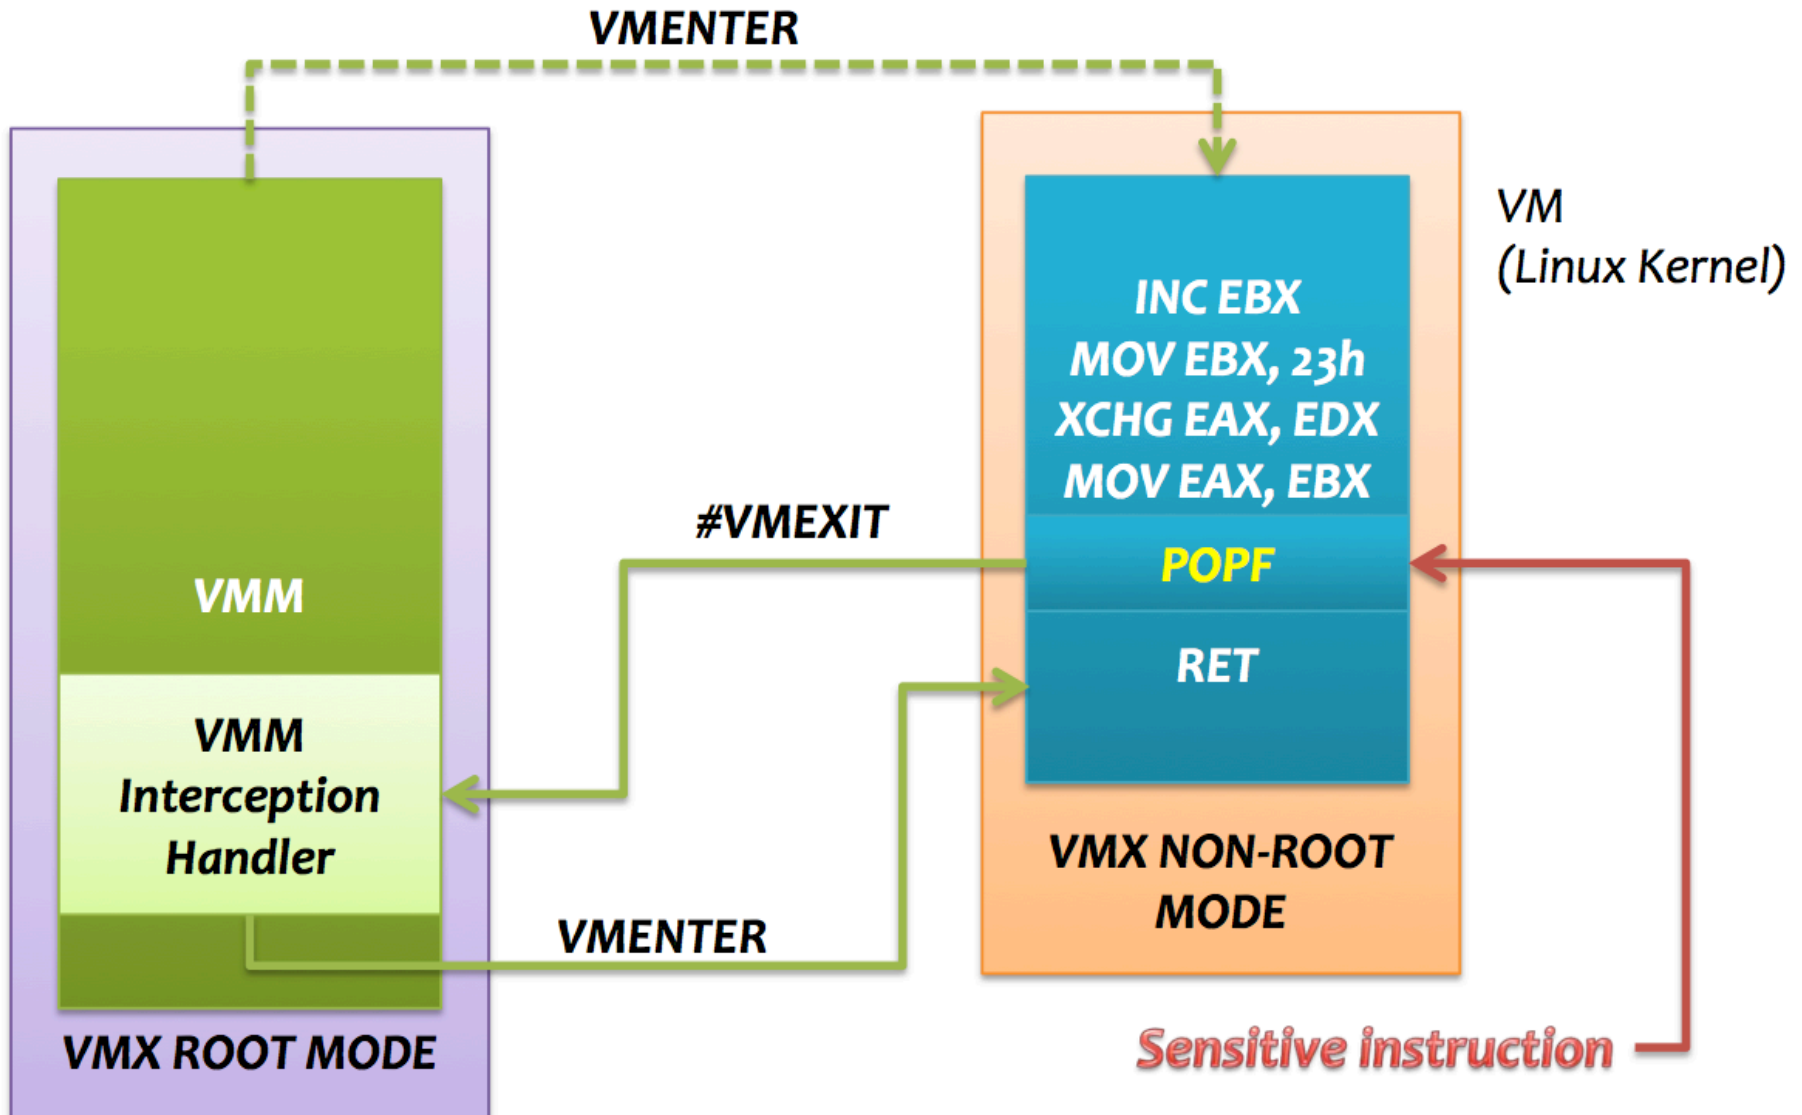 VMENTER
VM
(Linux Kernel)
INC EBX
MOV EBX, 23h
XCHG EAX, EDX
MOV EAX, EBX
#VMEXIT
POPF
VMM
RET
VMM
Interception
Handler
VMX NON-ROOT
MODE
VMENTER
VMX ROOT MODE
Sensitive instruction